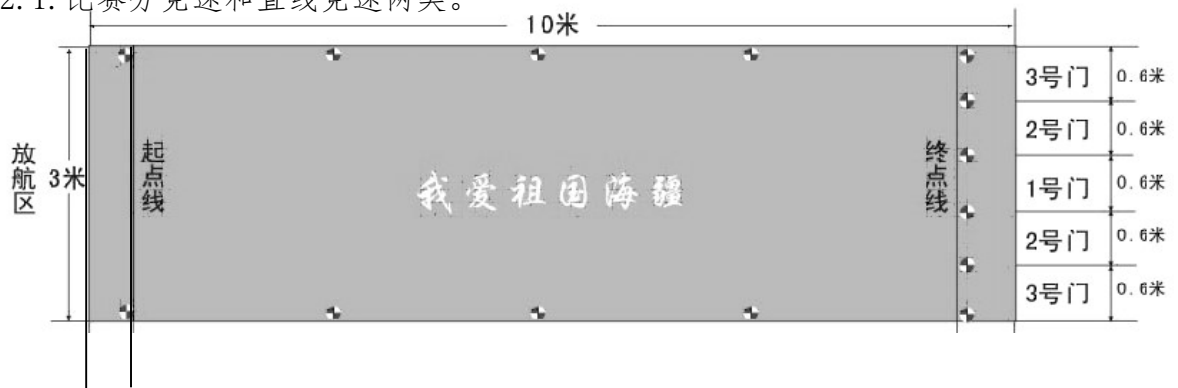 2.1.比赛分竞速和直线竞速两类。
10米
3号门 0.6米
2号门 0.6米
放航区 3米 起点线 我爱祖国海疆 终点线 1号门 0.6米
2号门 0.6米
3号门 0.6米